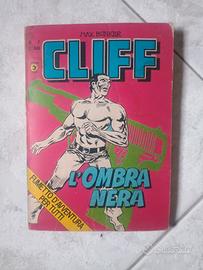 MAX BUNKER
CLIFF
L'OMBRA
NERA
FUMETTO D'AVVENTURA
PER TUTTI